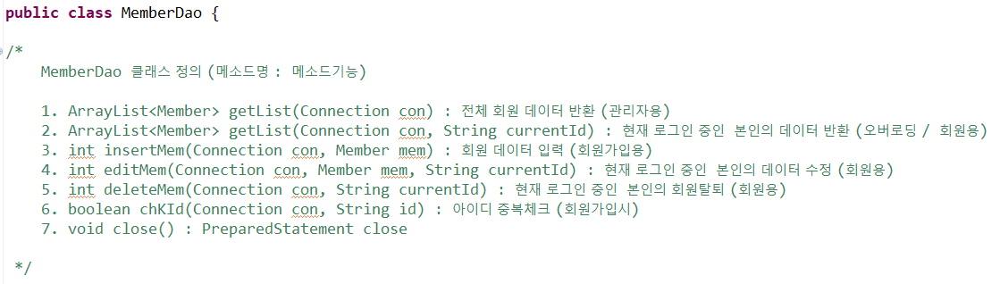 public class MemberDao {
/*
MemberDao 클래스 정의 (메소드명 : 메소드기능)
1. ArrayList<Member> getList(Connection con) : 전체 회원 데이터 반환 (관리자용)
2. ArrayList<Member> getList(Connection con, String currentId) : 현재 로그인 중인 본인의 데이터 반환 (오버로딩 / 회원용)
3. int insertMem(Connection con, Member mem) : 회원 데이터 입력 (회원가입용)
4. int editMem(Connection con, Member mem, String currentId) : 현재 로그인 중인 본인의 데이터 수정 (회원용)
5. int deleteMem(Connection con, String currentId) : 현재 로그인 중인 본인의 회원탈퇴 (회원용)
6. boolean chKId(Connection con, String id) : 아이디 중복체크 (회원가입시)
7. void close() : PreparedStatement close
*/